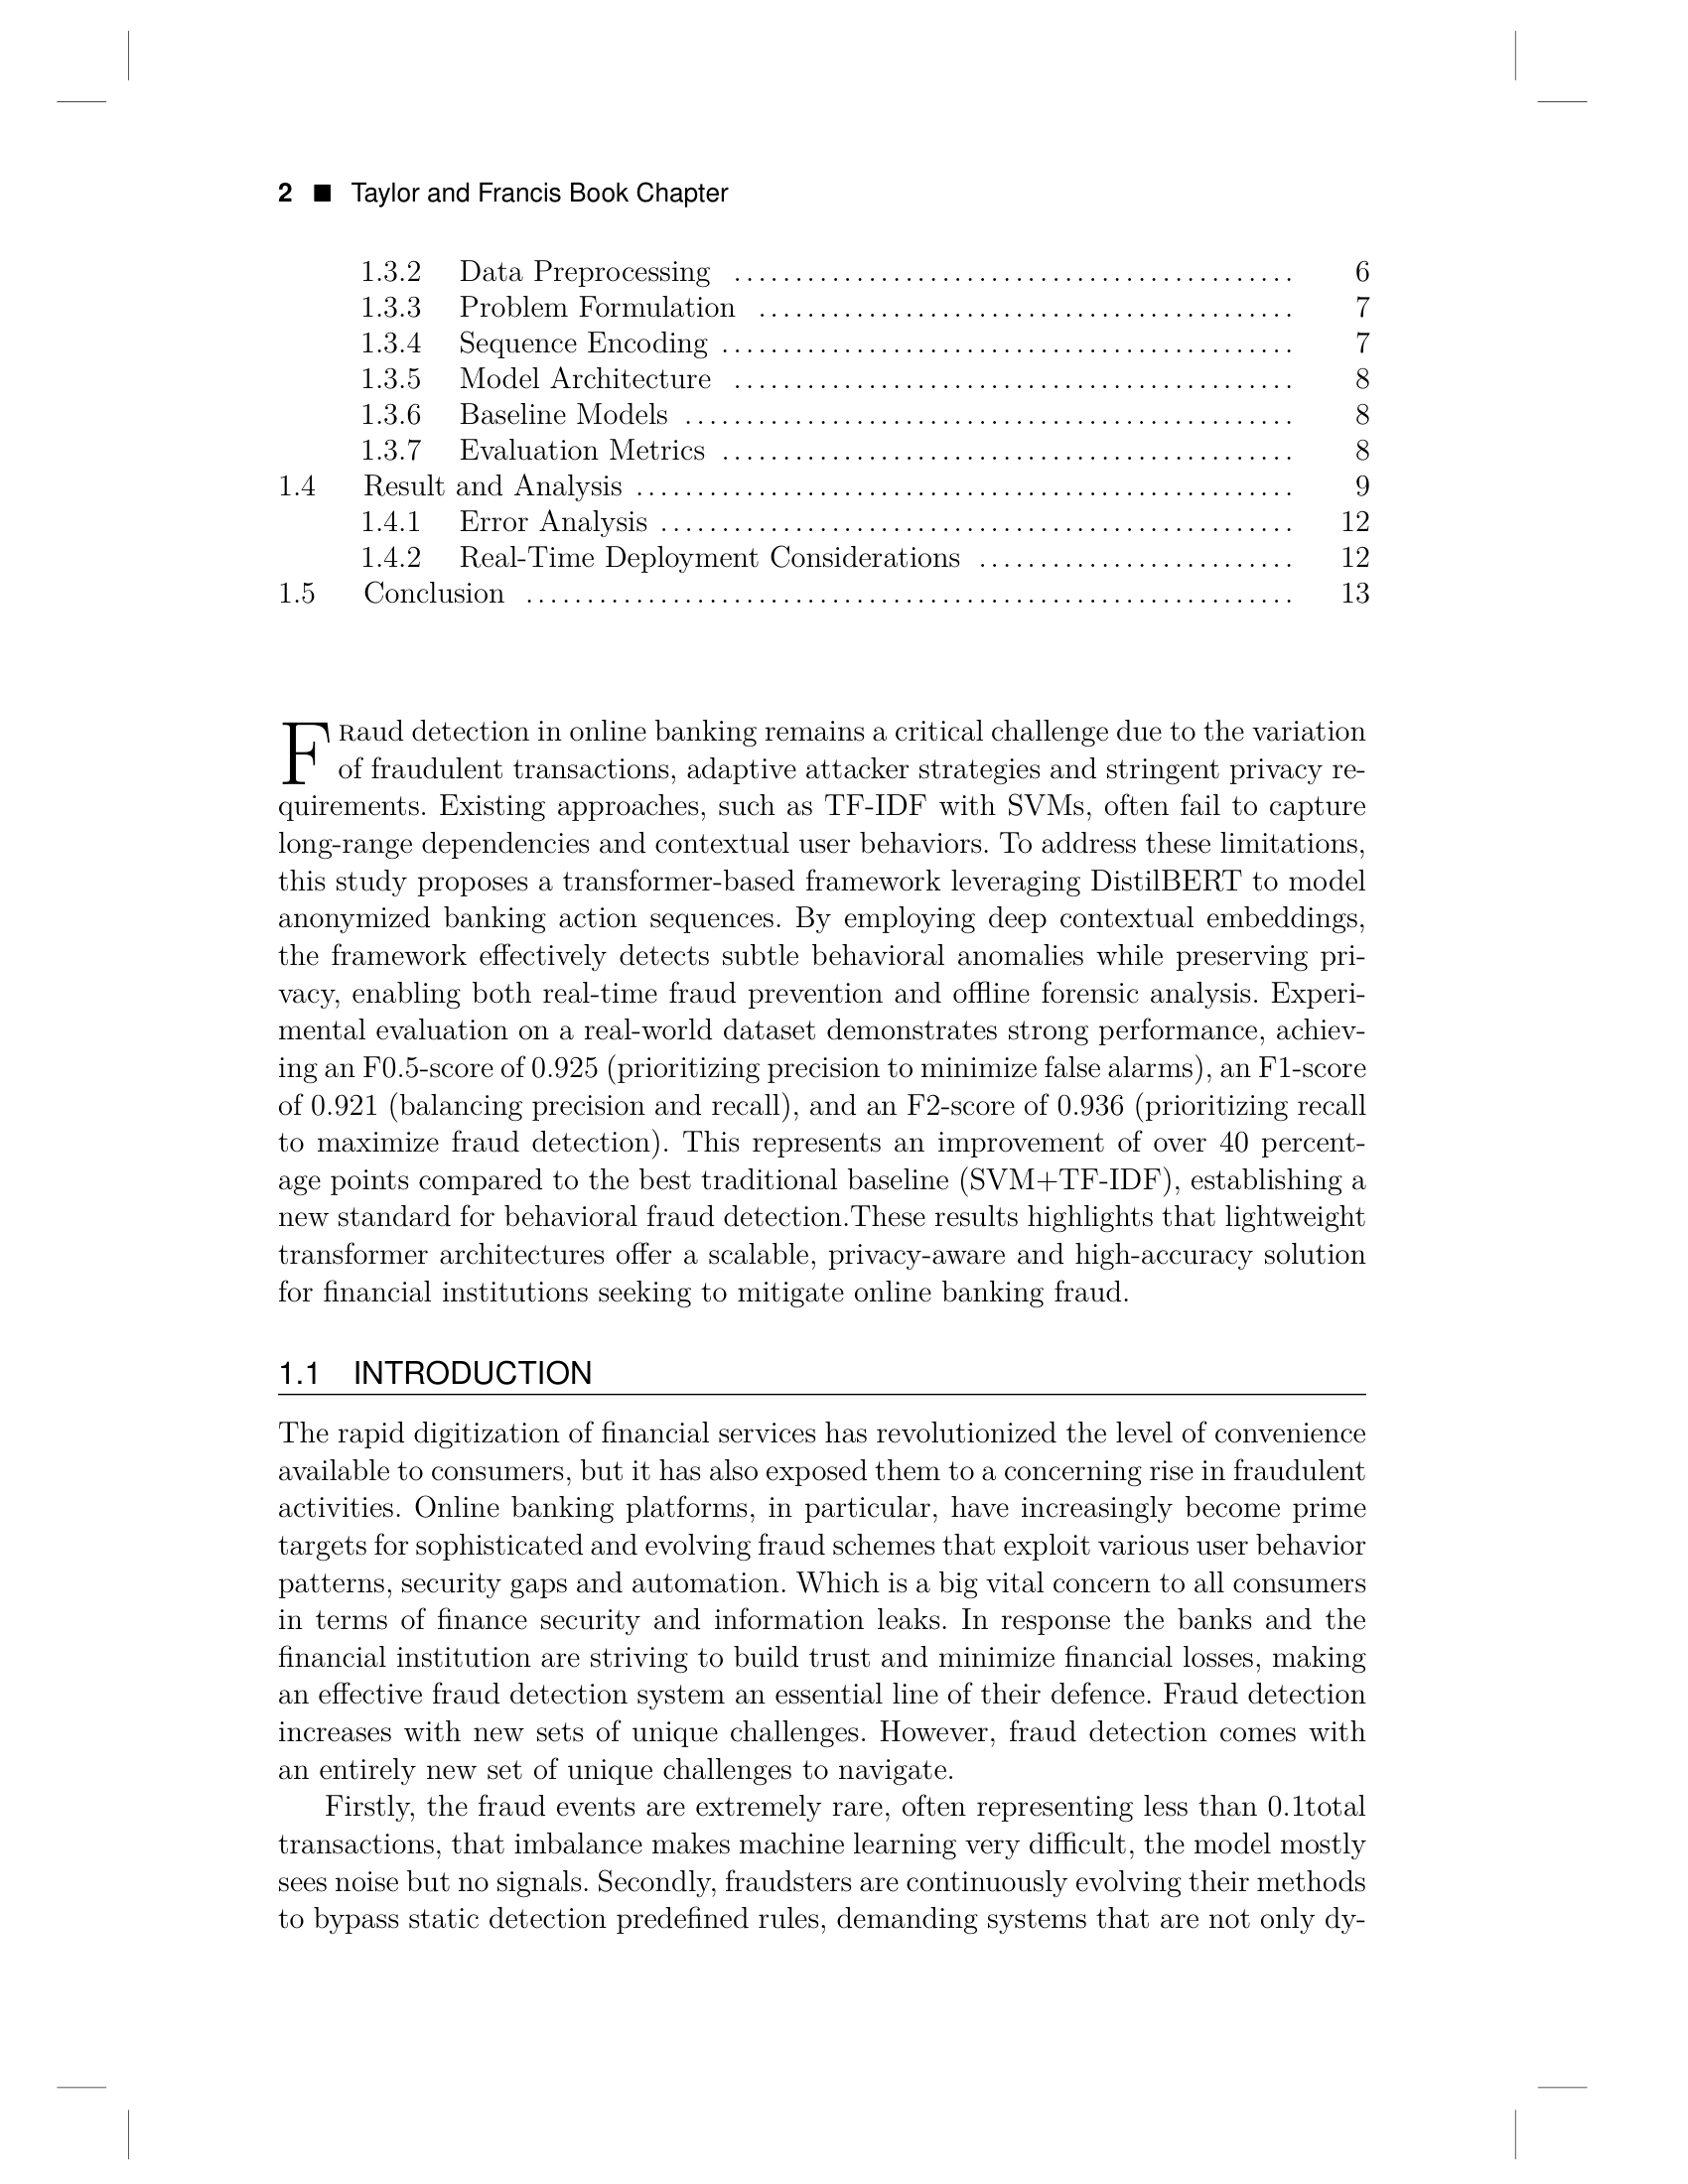 2 ■ Taylor and Francis Book Chapter
1.3.2 Data Preprocessing ............................................. 6
1.3.3 Problem Formulation ........................................... 7
1.3.4 Sequence Encoding .............................................. 7
1.3.5 Model Architecture ............................................. 8
1.3.6 Baseline Models ................................................. 8
1.3.7 Evaluation Metrics .............................................. 8
1.4 Result and Analysis ..................................................... 9
1.4.1 Error Analysis ................................................... 12
1.4.2 Real-Time Deployment Considerations ......................... 12
1.5 Conclusion .............................................................. 13
FRaud detection in online banking remains a critical challenge due to the variation
of fraudulent transactions, adaptive attacker strategies and stringent privacy re-
quirements. Existing approaches, such as TF-IDF with SVMs, often fail to capture
long-range dependencies and contextual user behaviors. To address these limitations,
this study proposes a transformer-based framework leveraging DistilBERT to model
anonymized banking action sequences. By employing deep contextual embeddings,
the framework effectively detects subtle behavioral anomalies while preserving pri-
vacy, enabling both real-time fraud prevention and offline forensic analysis. Experi-
mental evaluation on a real-world dataset demonstrates strong performance, achiev-
ing an F0.5-score of 0.925 (prioritizing precision to minimize false alarms), an F1-score
of 0.921 (balancing precision and recall), and an F2-score of 0.936 (prioritizing recall
to maximize fraud detection). This represents an improvement of over 40 percent-
age points compared to the best traditional baseline (SVM+TF-IDF), establishing a
new standard for behavioral fraud detection.These results highlights that lightweight
transformer architectures offer a scalable, privacy-aware and high-accuracy solution
for financial institutions seeking to mitigate online banking fraud.
1.1 INTRODUCTION
The rapid digitization of financial services has revolutionized the level of convenience
available to consumers, but it has also exposed them to a concerning rise in fraudulent
activities. Online banking platforms, in particular, have increasingly become prime
targets for sophisticated and evolving fraud schemes that exploit various user behavior
patterns, security gaps and automation. Which is a big vital concern to all consumers
in terms of finance security and information leaks. In response the banks and the
financial institution are striving to build trust and minimize financial losses, making
an effective fraud detection system an essential line of their defence. Fraud detection
increases with new sets of unique challenges. However, fraud detection comes with
an entirely new set of unique challenges to navigate.
Firstly, the fraud events are extremely rare, often representing less than 0.1total
transactions, that imbalance makes machine learning very difficult, the model mostly
sees noise but no signals. Secondly, fraudsters are continuously evolving their methods
to bypass static detection predefined rules, demanding systems that are not only dy-